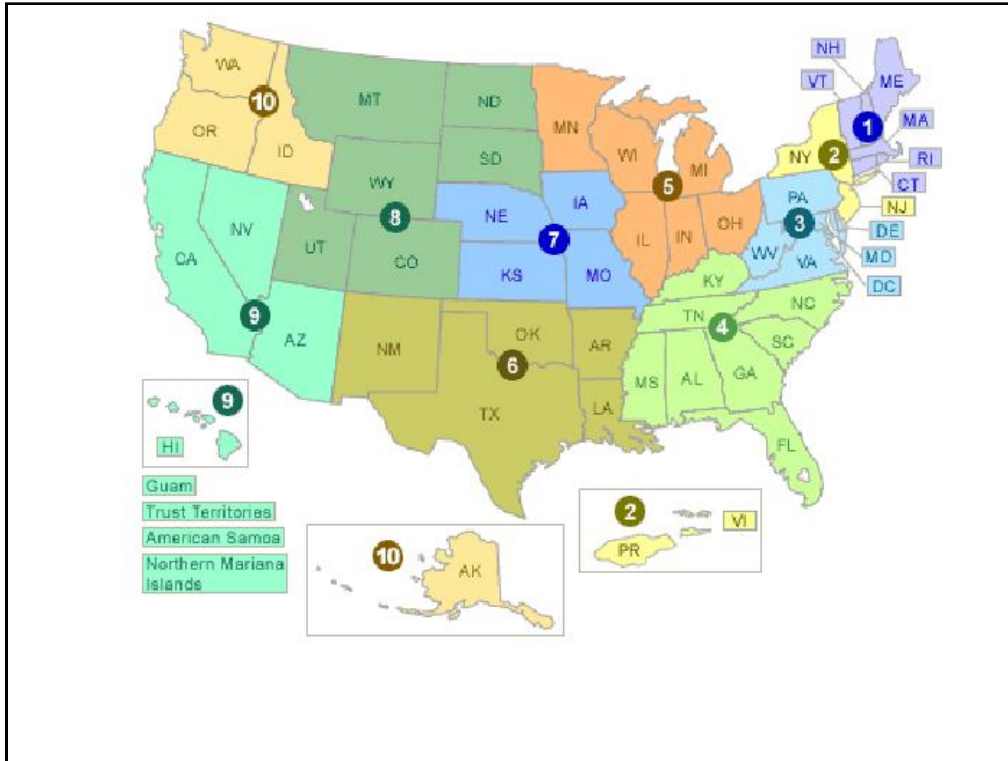 NH
WA
VT
ME
10
MT
ND
MN
MA
OR
1
ID
SD
WI
MI
NY
2
RI
5
CT
WY
PA
NJ
8
NE
IA
3
DE
NV
7
OH
WV
MD
UT
IL
IN
VA
CA
CO
KS
MO
KY
DC
NC
9
TN
4
AZ
NM
OK
AR
SC
6
MS
AL
GA
9
TX
LA
HI
FL
Guam
Trust Territories
2
VI
American Samoa
10
PR
Northern Mariana
Islands
AK